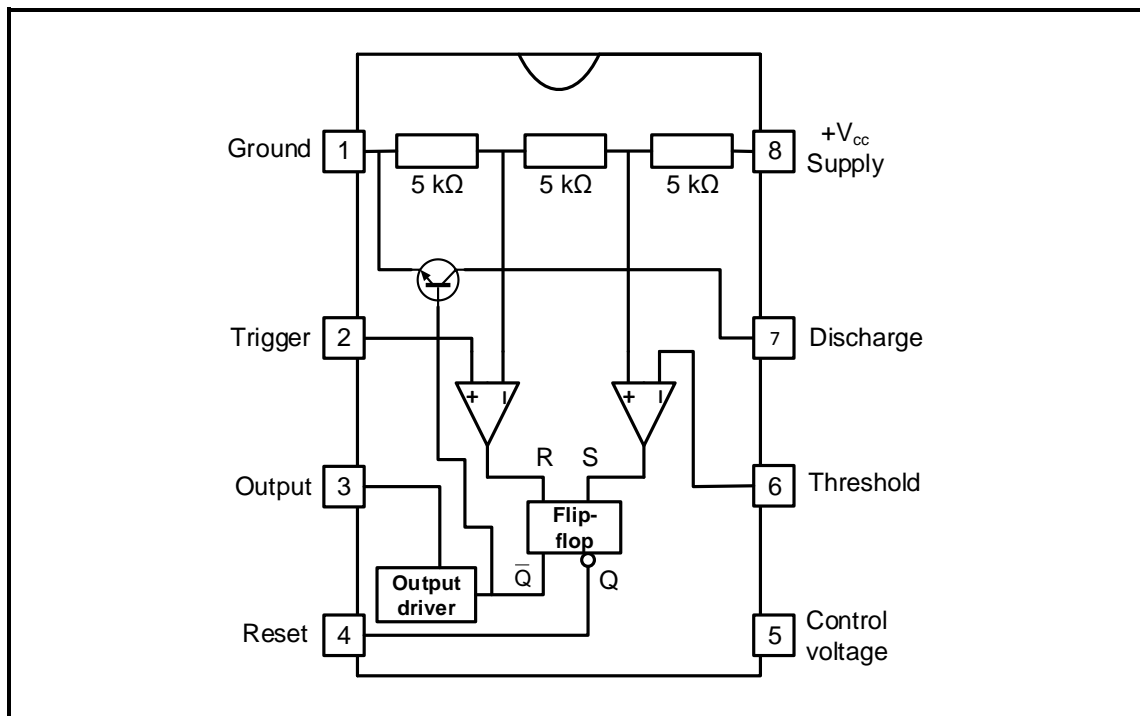 Ground 1
5 kΩ 5 kΩ 5 kΩ
8 +Vcc
Supply
Trigger 2
7 Discharge
+ – + –
R S
Output 3
6 Threshold
Flip-
flop
Q̅ Q
Output
driver
Reset 4
5 Control
voltage